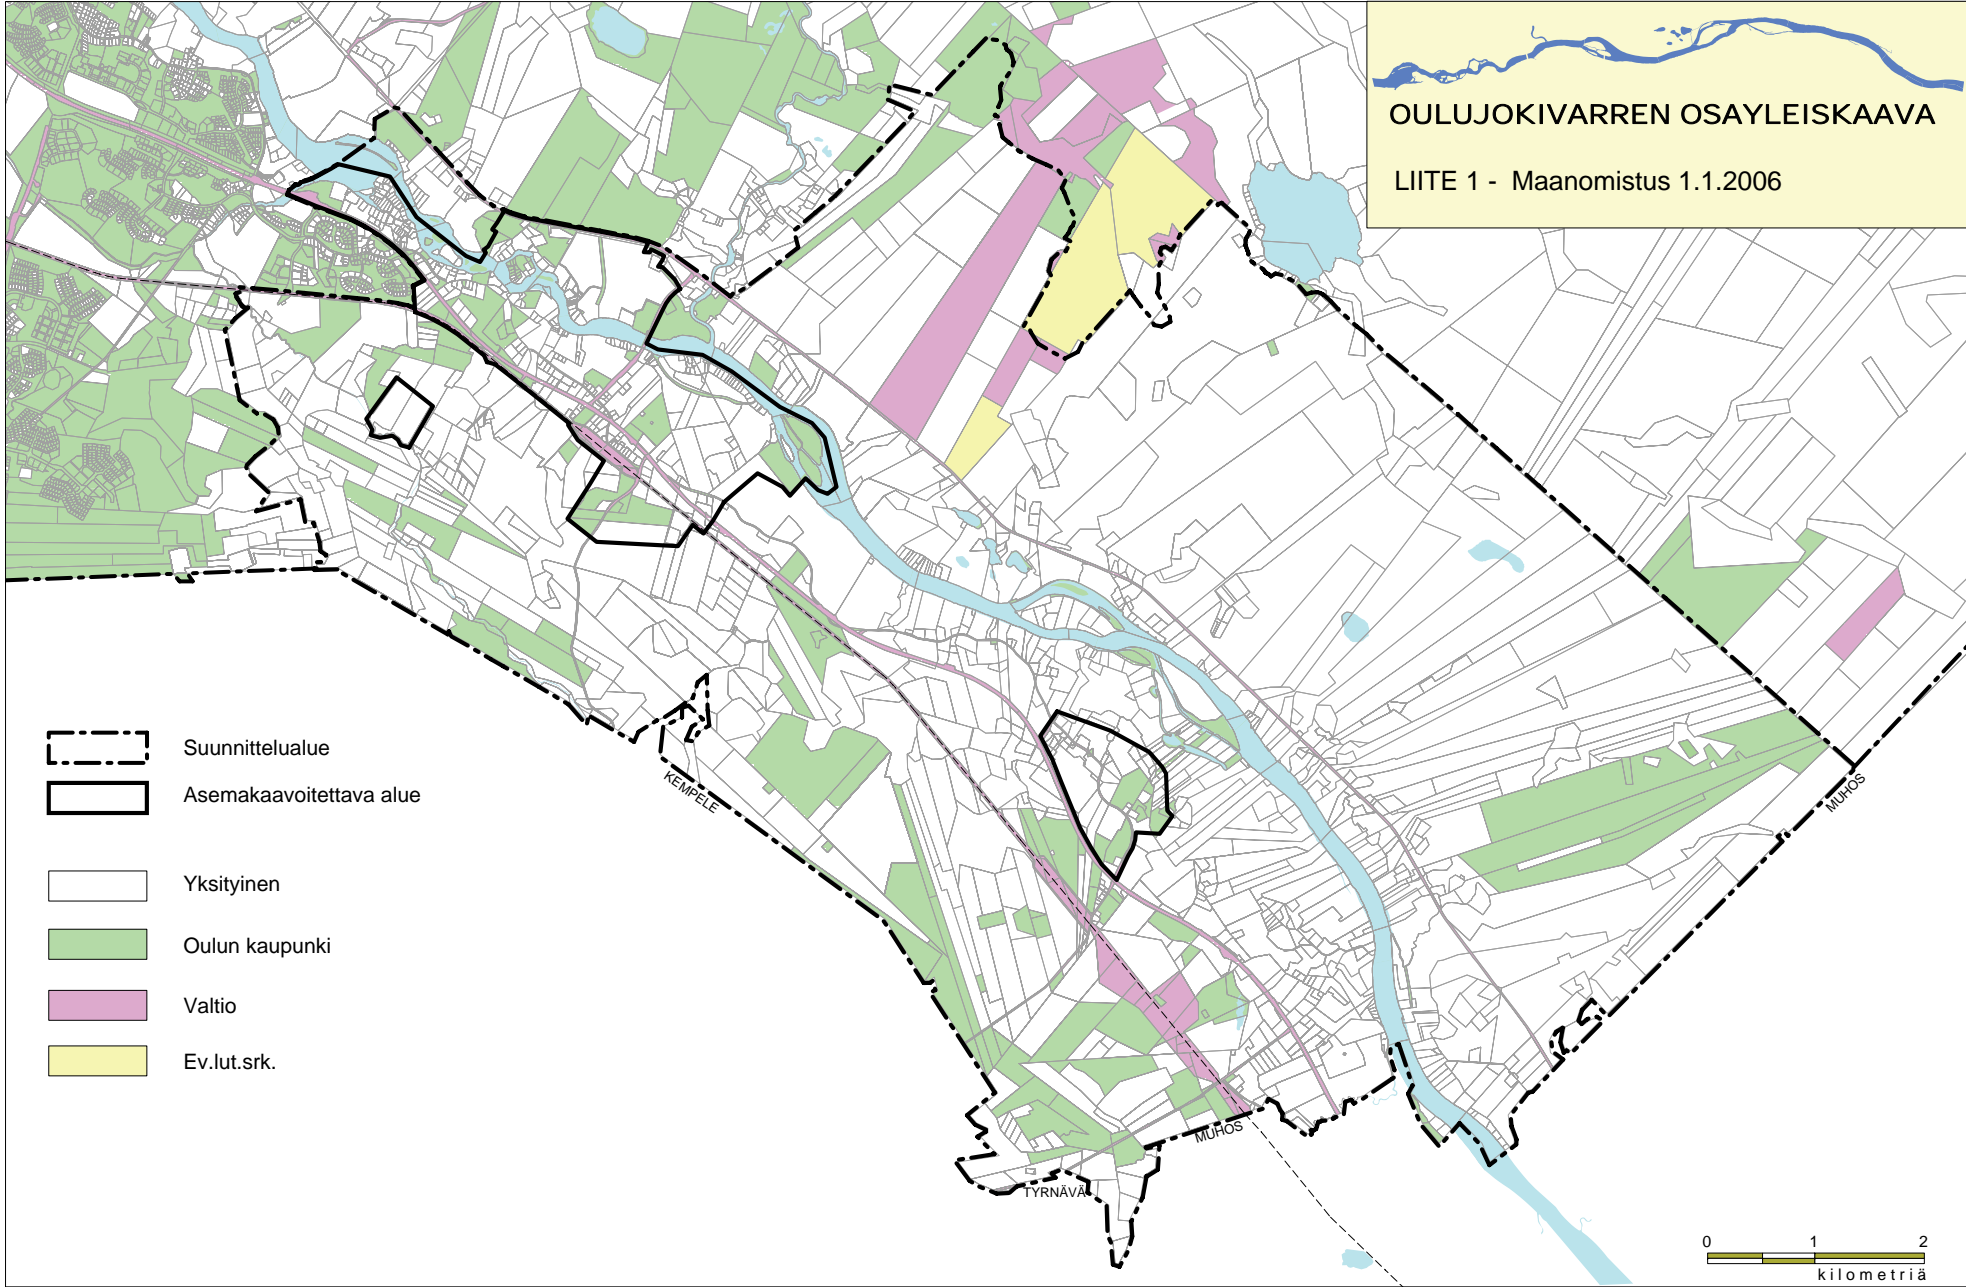 OULUJOKIVARREN OSAYLEISKAAVA
LIITE 1 - Maanomistus 1.1.2006
Suunnittelualue
Asemakaavoitettava alue
Yksityinen
Oulun kaupunki
Valtio
Ev.lut.srk.
KEMPELE
MUHOS
MUHOS
TYRNÄVÄ
0 1 2
kilometriä